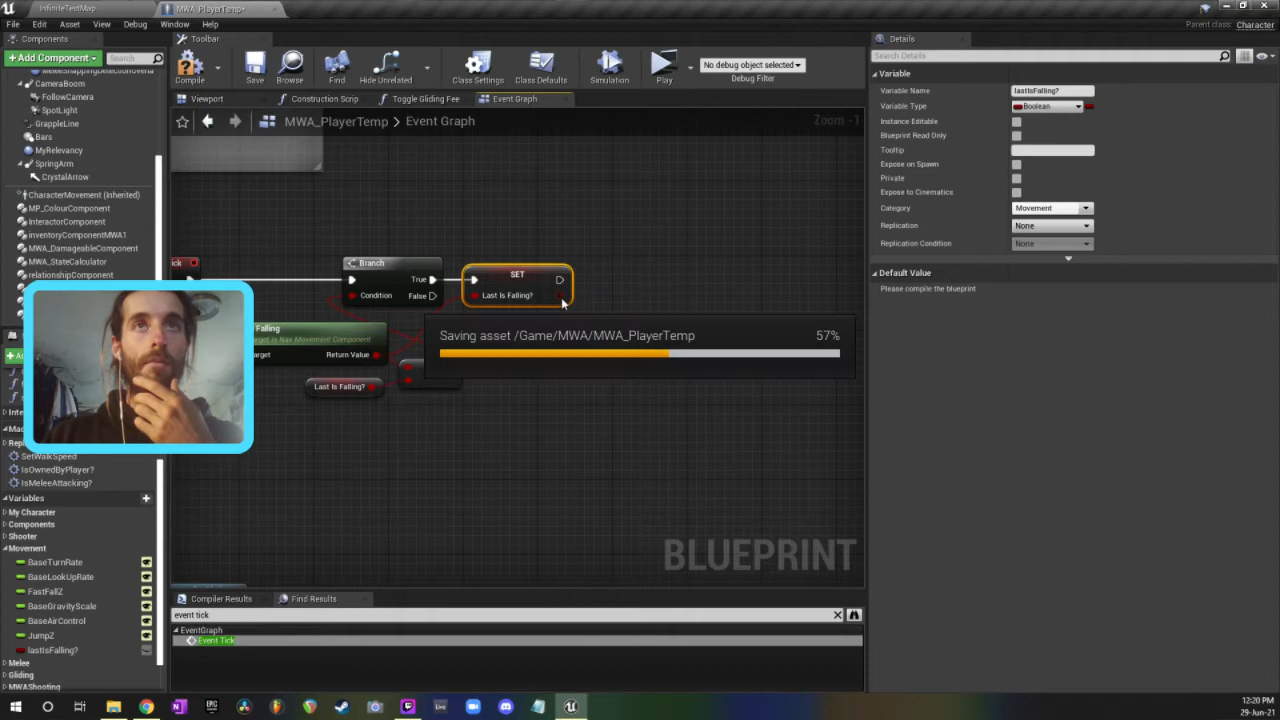 InfiniteTestMap
MWA_PlayerTemp*
File Edit Asset View Debug Window Help
Parent class: Character
Components
Toolbar
Details
+ Add Component
Search
Compile
Save
Browse
Find
Hide Unrelated
Class Settings
Class Defaults
Simulation
Play
No debug object selected
Debug Filter
Search Details
CameraBoom
FollowCamera
SpotLight
GrappleLine
Bars
MyRelevancy
SpringArm
CrystalArrow
CharacterMovement (Inherited)
MP_ColourComponent
InteractorComponent
inventoryComponentMWA1
MWA_DamageableComponent
MWA_StateCalculator
relationshipComponent
Viewport
Construction Scrip
Toggle Gliding Fee
Event Graph
MWA_PlayerTemp > Event Graph
Zoom -1
Variable
Variable Name lastIsFalling?
Variable Type Boolean
Instance Editable
Blueprint Read Only
Tooltip
Expose on Spawn
Private
Expose to Cinematics
Category Movement
Replication None
Replication Condition None
Default Value
Please compile the blueprint
Branch
True
Condition
False
SET
Last Is Falling?
Falling
Target is Nav Movement Component
Return Value
Last Is Falling?
Saving asset /Game/MWA/MWA_PlayerTemp 57%
BLUEPRINT
SetWalkSpeed
IsOwnedByPlayer?
IsMeleeAttacking?
Variables
My Character
Components
Shooter
Movement
BaseTurnRate
BaseLookUpRate
FastFallZ
BaseGravityScale
BaseAirControl
JumpZ
lastIsFalling?
Melee
Gliding
MWAShooting
Compiler Results
Find Results
event tick
EventGraph
Event Tick
12:20 PM
29-Jun-21